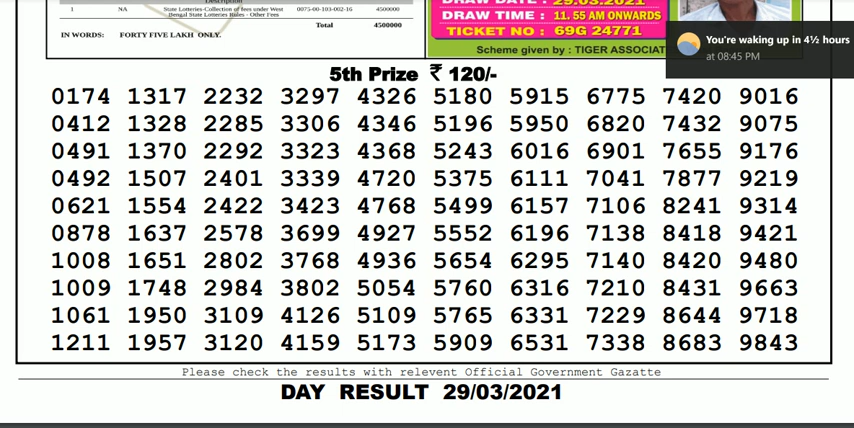 Description
1 NA State Lotteries-Collection of fees under West 0075-00-103-002-16 4500000
Bengal State Lotteries Rules - Other Fees
Total 4500000
IN WORDS: FORTY FIVE LAKH ONLY.
DRAW DATE : 29.03.2021
DRAW TIME : 11. 55 AM ONWARDS
TICKET NO : 69G 24771
Scheme given by : TIGER ASSOCIAT
You're waking up in 4½ hours
at 08:45 PM
5th Prize ₹ 120/-
0174 1317 2232 3297 4326 5180 5915 6775 7420 9016
0412 1328 2285 3306 4346 5196 5950 6820 7432 9075
0491 1370 2292 3323 4368 5243 6016 6901 7655 9176
0492 1507 2401 3339 4720 5375 6111 7041 7877 9219
0621 1554 2422 3423 4768 5499 6157 7106 8241 9314
0878 1637 2578 3699 4927 5552 6196 7138 8418 9421
1008 1651 2802 3768 4936 5654 6295 7140 8420 9480
1009 1748 2984 3802 5054 5760 6316 7210 8431 9663
1061 1950 3109 4126 5109 5765 6331 7229 8644 9718
1211 1957 3120 4159 5173 5909 6531 7338 8683 9843
Please check the results with relevent Official Government Gazatte
DAY RESULT 29/03/2021